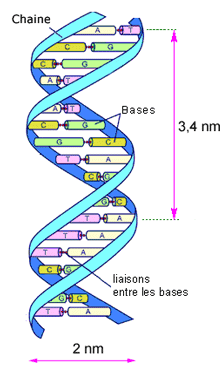 Chaine
A T
C G
C G
A T
A T
Bases
C G
G C
3,4 nm
T A
C G
G C
T A
T A
T A
liaisons
entre les bases
C G
G C
T A
2 nm